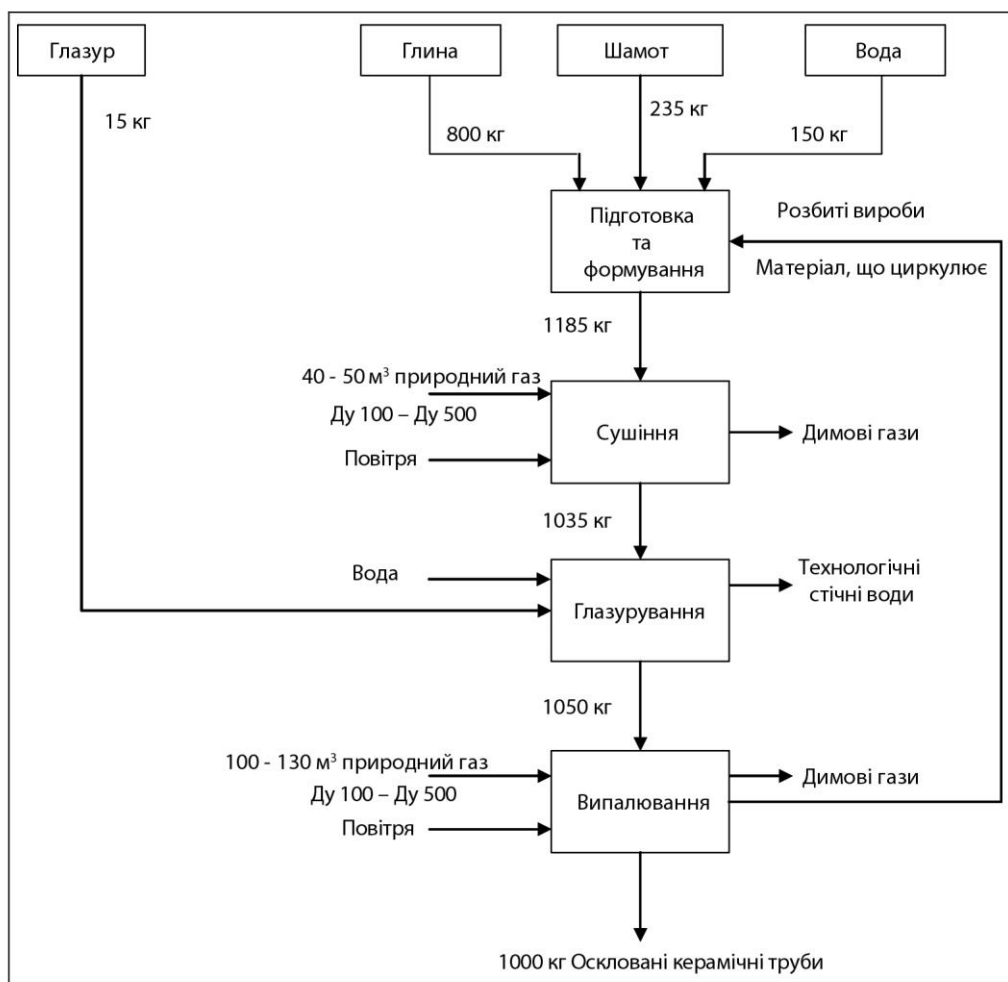 Глазур
Глина
Шамот
Вода
15 кг
800 кг
235 кг
150 кг
Підготовка
та
формування
Розбиті вироби
Матеріал, що циркулює
1185 кг
40 - 50 м³ природний газ
Ду 100 – Ду 500
Повітря
Сушіння
Димові гази
1035 кг
Вода
Глазурування
Технологічні
стічні води
1050 кг
100 - 130 м³ природний газ
Ду 100 – Ду 500
Повітря
Випалювання
Димові гази
1000 кг Оскловані керамічні труби